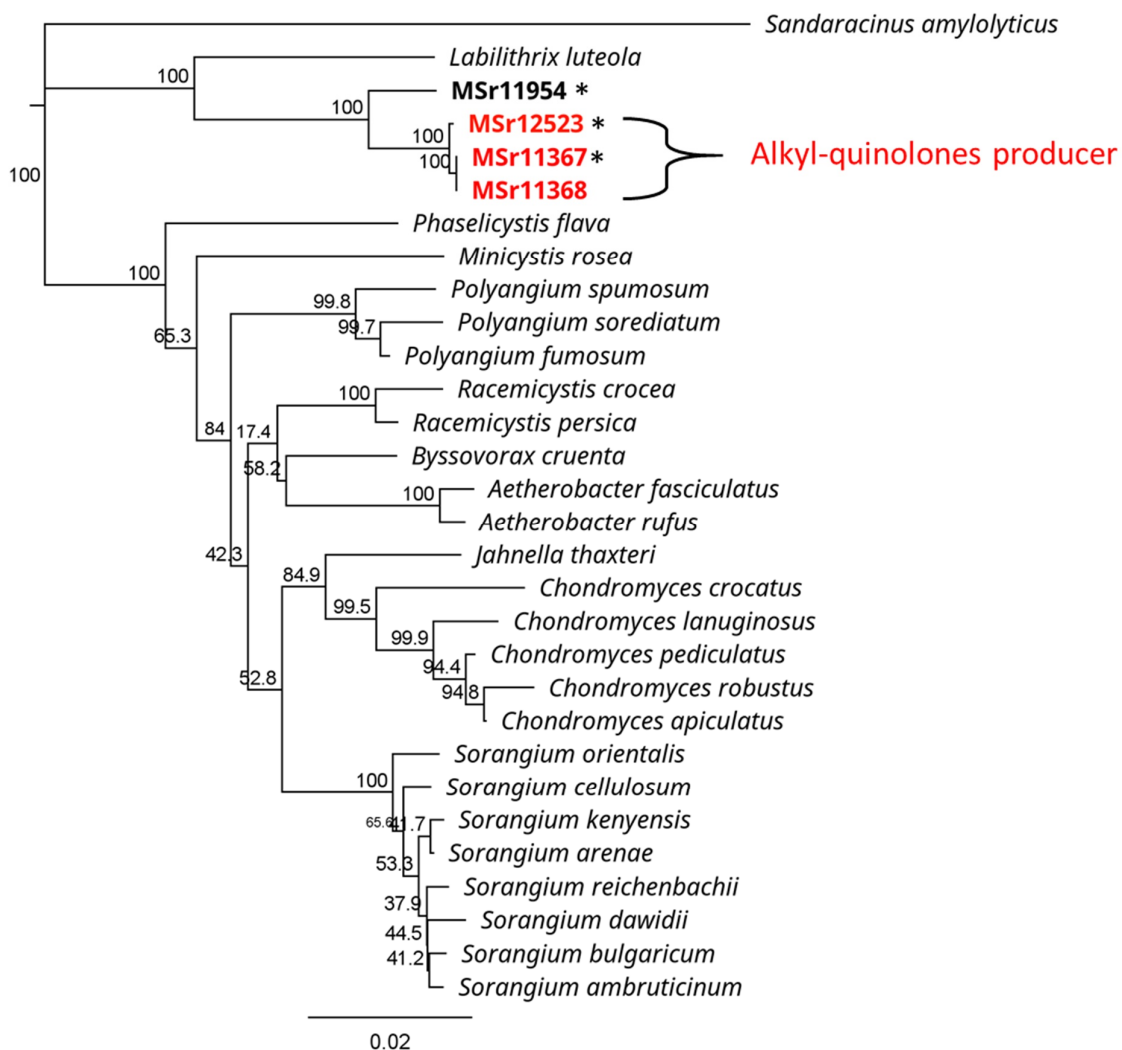 Sandaracinus amylolyticus
Labilithrix luteola
100
MSr11954 *
100
MSr12523 *
100
MSr11367 *
100
Alkyl-quinolones producer
MSr11368
100
Phaselicystis flava
100
Minicystis rosea
Polyangium spumosum
99.8
Polyangium sorediatum
99.7
65.3
Polyangium fumosum
Racemicystis crocea
100
Racemicystis persica
84
17.4
Byssovorax cruenta
58.2
Aetherobacter fasciculatus
100
Aetherobacter rufus
42.3
Jahnella thaxteri
84.9
Chondromyces crocatus
99.5
Chondromyces lanuginosus
99.9
Chondromyces pediculatus
94.4
52.8
Chondromyces robustus
94.8
Chondromyces apiculatus
Sorangium orientalis
100
Sorangium cellulosum
Sorangium kenyensis
41.7
Sorangium arenae
53.3
Sorangium reichenbachii
37.9
Sorangium dawidii
44.5
Sorangium bulgaricum
41.2
Sorangium ambruticinum
0.02